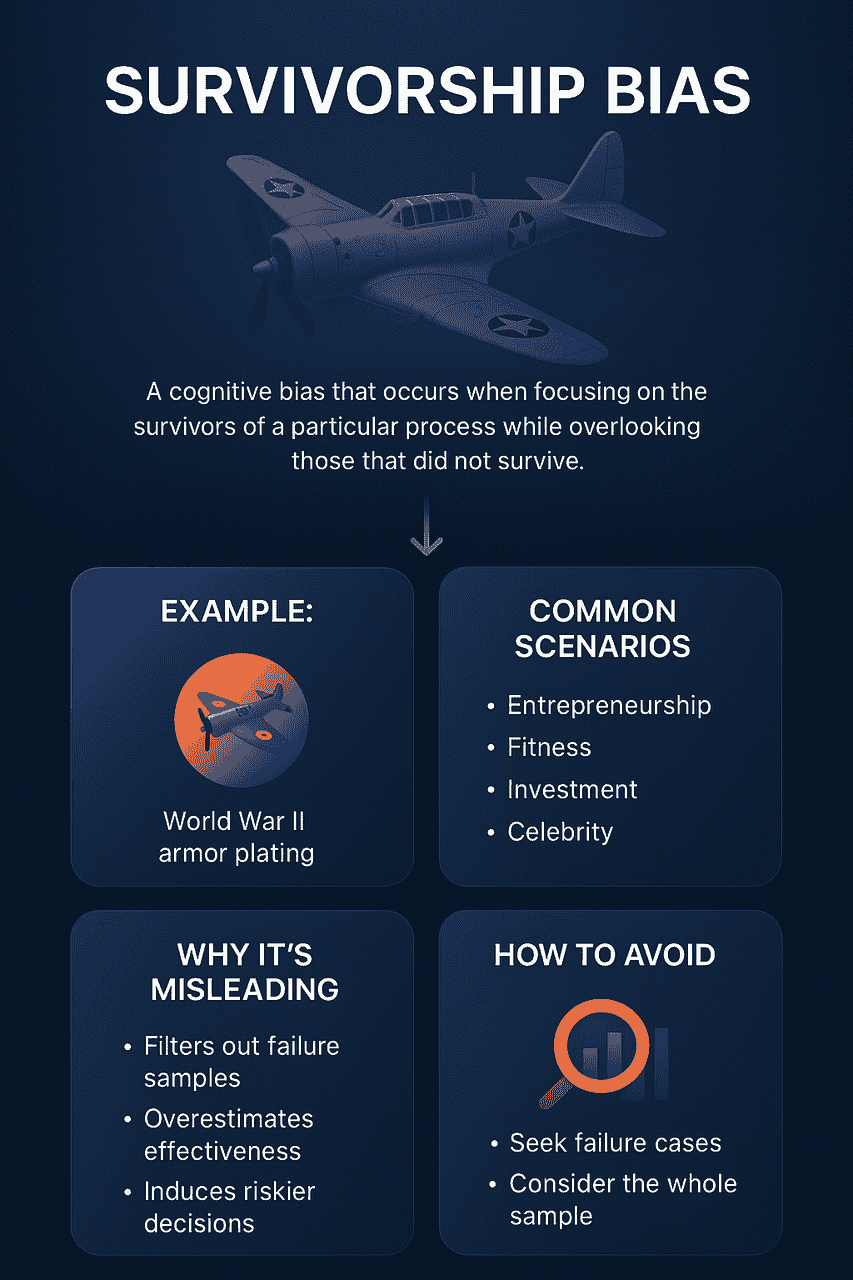 SURVIVORSHIP BIAS
A cognitive bias that occurs when focusing on the
survivors of a particular process while overlooking
those that did not survive.
EXAMPLE:
World War II
armor plating
COMMON
SCENARIOS
• Entrepreneurship
• Fitness
• Investment
• Celebrity
WHY IT'S
MISLEADING
• Filters out failure
samples
• Overestimates
effectiveness
• Induces riskier
decisions
HOW TO AVOID
• Seek failure cases
• Consider the whole
sample